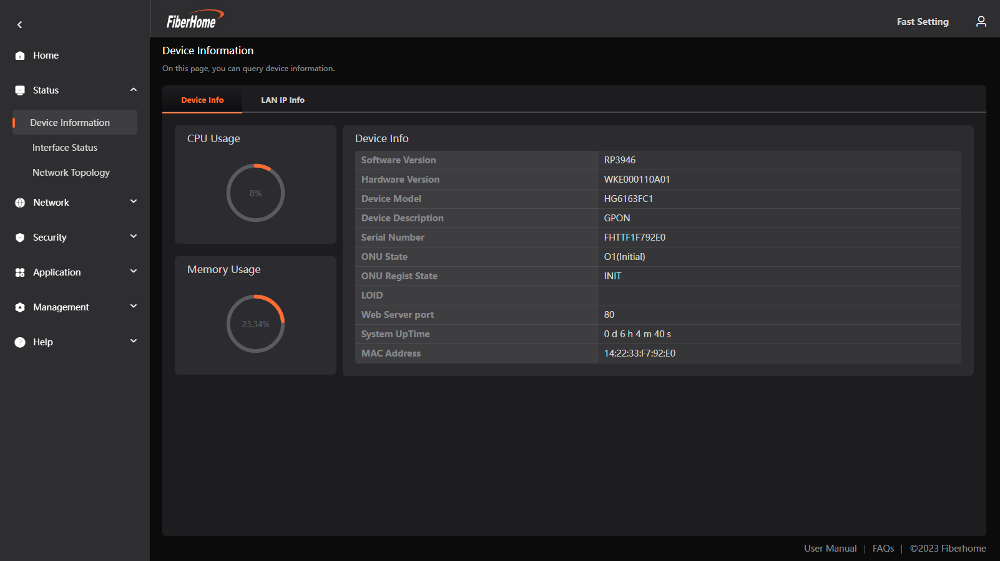 FiberHome
Fast Setting
Home
Status
Device Information
Interface Status
Network Topology
Network
Security
Application
Management
Help
Device Information
On this page, you can query device information.
Device Info
LAN IP Info
CPU Usage
8%
Memory Usage
23.34%
Device Info
Software Version RP3946
Hardware Version WKE000110A01
Device Model HG6163FC1
Device Description GPON
Serial Number FHTTF1F792E0
ONU State O1(Initial)
ONU Regist State INIT
LOID
Web Server port 80
System UpTime 0 d 6 h 4 m 40 s
MAC Address 14:22:33:F7:92:E0
User Manual | FAQs | ©2023 Fiberhome